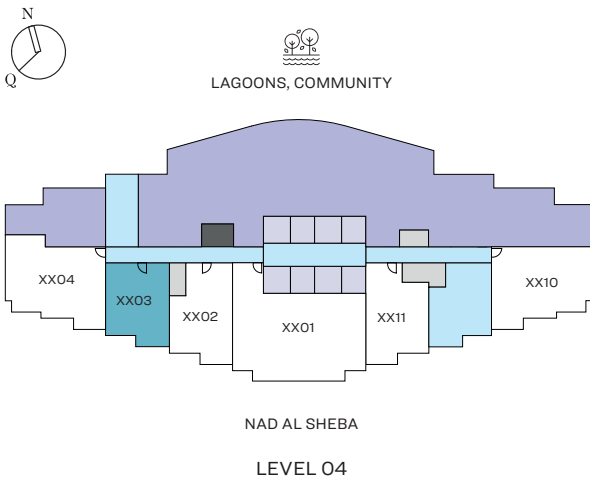 N
Q
LAGOONS, COMMUNITY
XX04
XX03
XX02
XX01
XX11
XX10
NAD AL SHEBA
LEVEL 04